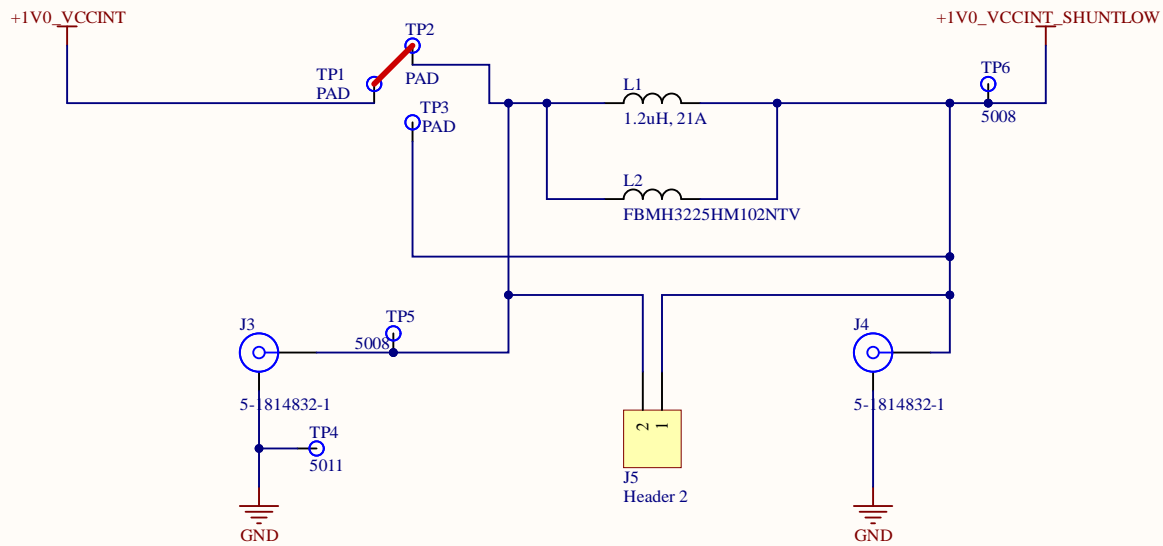 +1V0_VCCINT
+1V0_VCCINT_SHUNTLOW
TP2
TP1
PAD
PAD
TP3
PAD
L1
1.2uH, 21A
TP6
5008
L2
FBMH3225HM102NTV
J3
TP5
5008
J4
5-1814832-1
5-1814832-1
TP4
5011
2
1
J5
Header 2
GND
GND